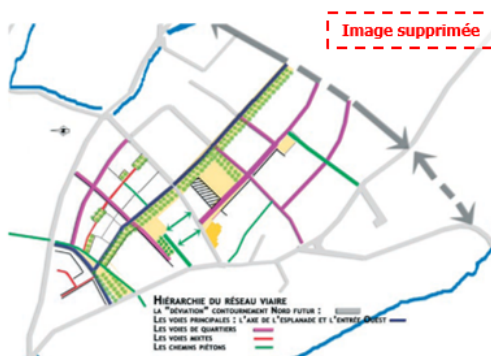 Image supprimée
HIÉRARCHIE DU RÉSEAU VIAIRE
LA "DÉVIATION" CONTOURNEMENT NORD FUTUR :
LES VOIES PRINCIPALES : L'AXE DE L'ESPLANADE ET L'ENTRÉE OUEST
LES VOIES DE QUARTIERS
LES VOIES MIXTES
LES CHEMINS PIÉTONS